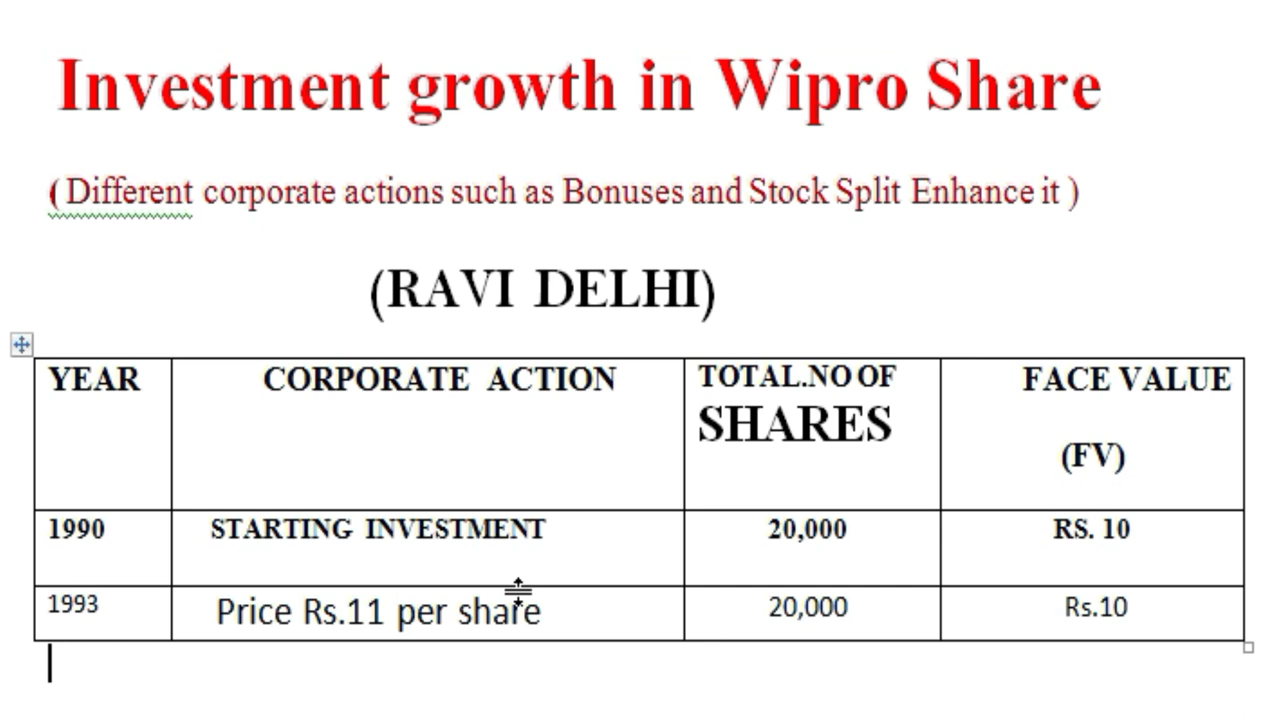 Investment growth in Wipro Share
( Different corporate actions such as Bonuses and Stock Split Enhance it )
(RAVI DELHI)
YEAR CORPORATE ACTION TOTAL.NO OF SHARES FACE VALUE (FV)
1990 STARTING INVESTMENT 20,000 RS. 10
1993 Price Rs.11 per share 20,000 Rs.10